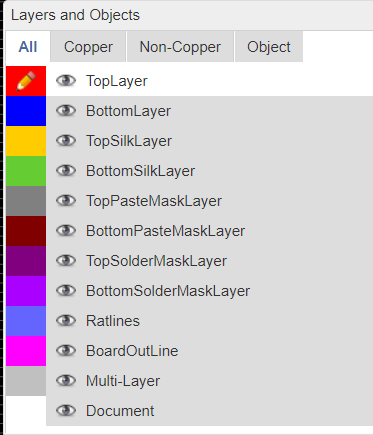 Layers and Objects
All Copper Non-Copper Object
TopLayer
BottomLayer
TopSilkLayer
BottomSilkLayer
TopPasteMaskLayer
BottomPasteMaskLayer
TopSolderMaskLayer
BottomSolderMaskLayer
Ratlines
BoardOutLine
Multi-Layer
Document